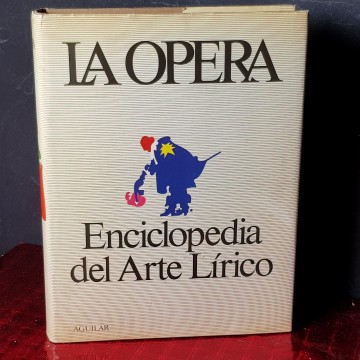 LA OPERA
Enciclopedia
del Arte Lírico
AGUILAR